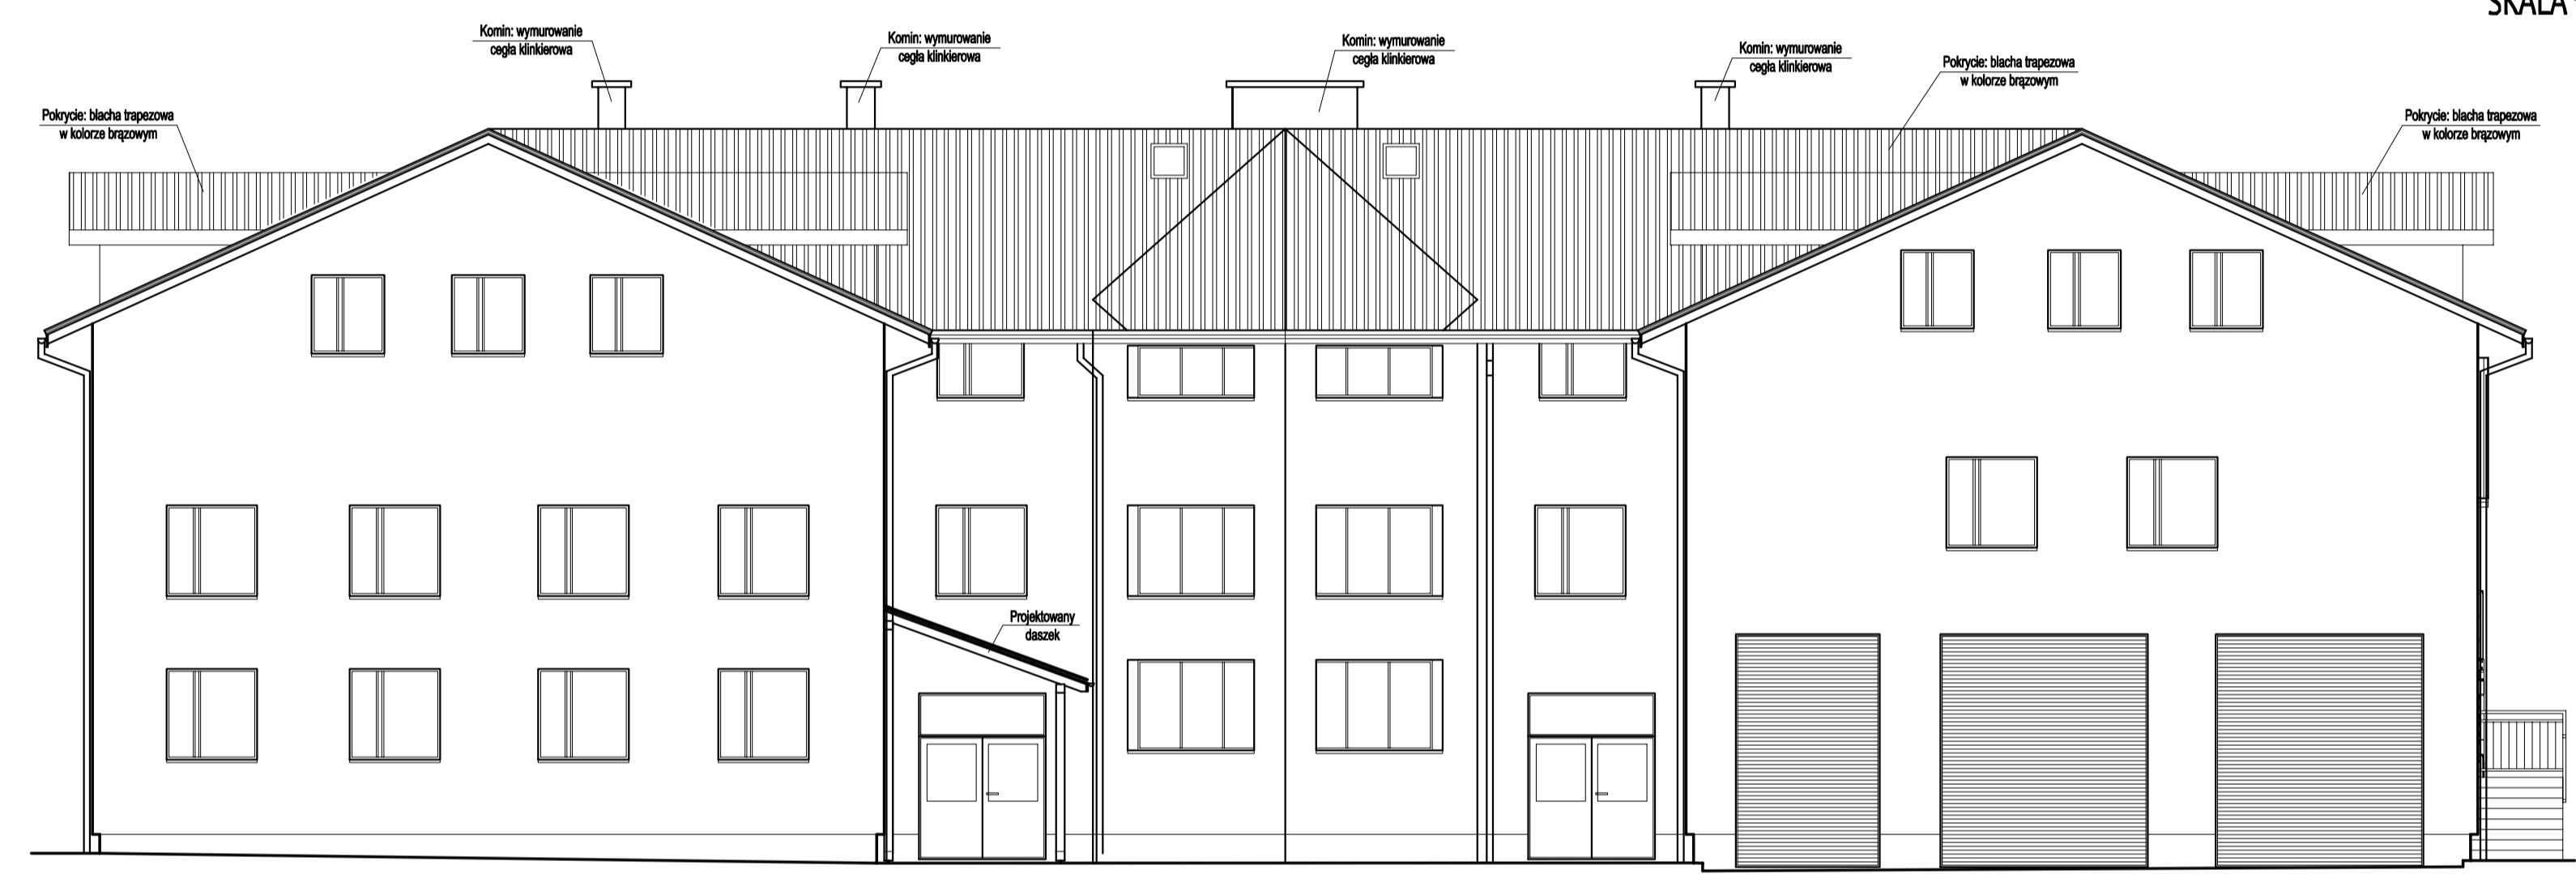 SKALA
Komin: wymurowanie
cegła klinkierowa
Komin: wymurowanie
cegła klinkierowa
Komin: wymurowanie
cegła klinkierowa
Komin: wymurowanie
cegła klinkierowa
Pokrycie: blacha trapezowa
w kolorze brązowym
Pokrycie: blacha trapezowa
w kolorze brązowym
Pokrycie: blacha trapezowa
w kolorze brązowym
Projektowany
daszek